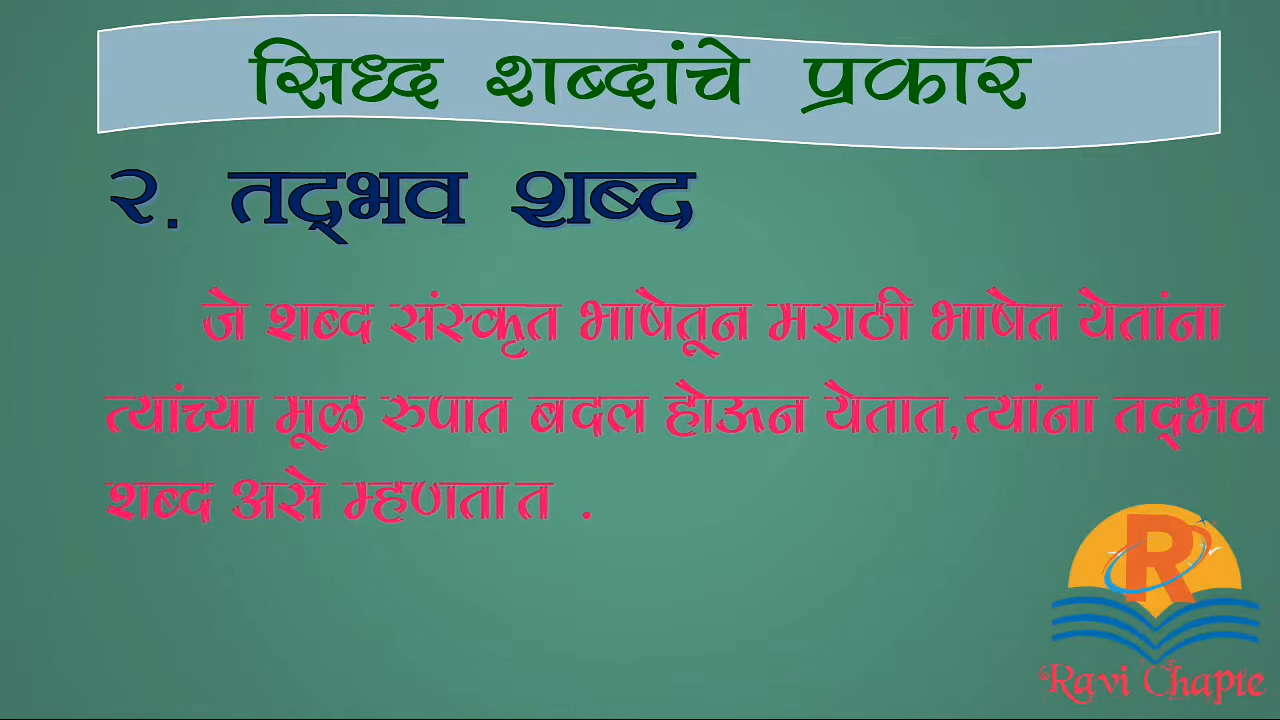 सिध्द शब्दांचे प्रकार
२. तद्‌भव शब्द
जे शब्द संस्कृत भाषेतून मराठी भाषेत येतांना
त्यांच्या मूळ रुपात बदल होऊन येतात,त्यांना तद्‌भव
शब्द असे म्हणतात .
R
Ravi Chapte